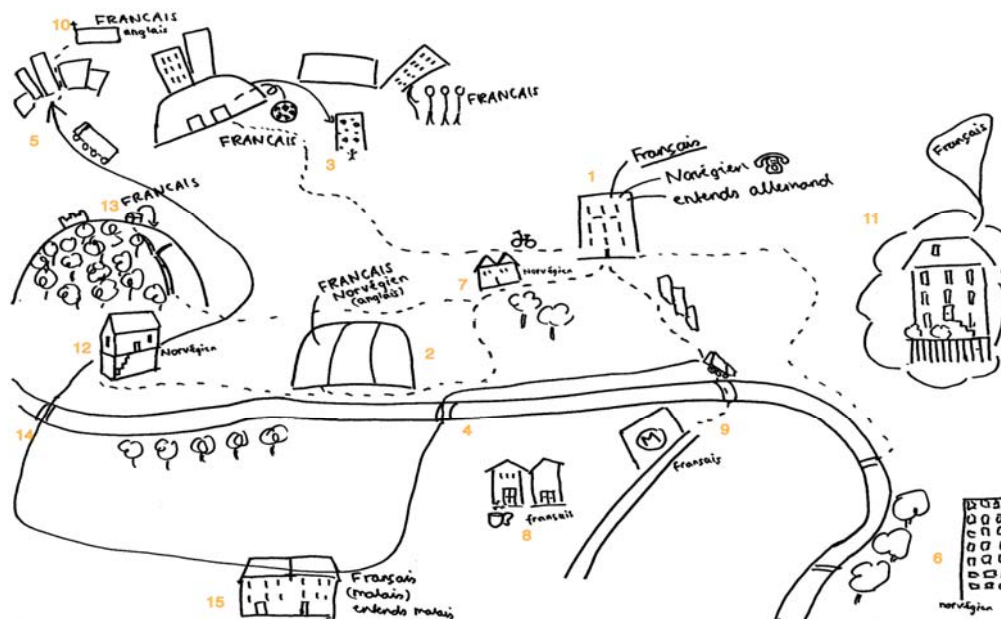 10
FRANCAIS
anglais
5
FRANCAIS
3
FRANCAIS
1
Français
Norvégien
entends allemand
11
Français
13
FRANCAIS
7
Norvégien
FRANCAIS
Norvégien
(anglais)
2
12
Norvégien
14
4
9
M
français
8
français
6
norvégien
15
Français
(malais)
entends malais